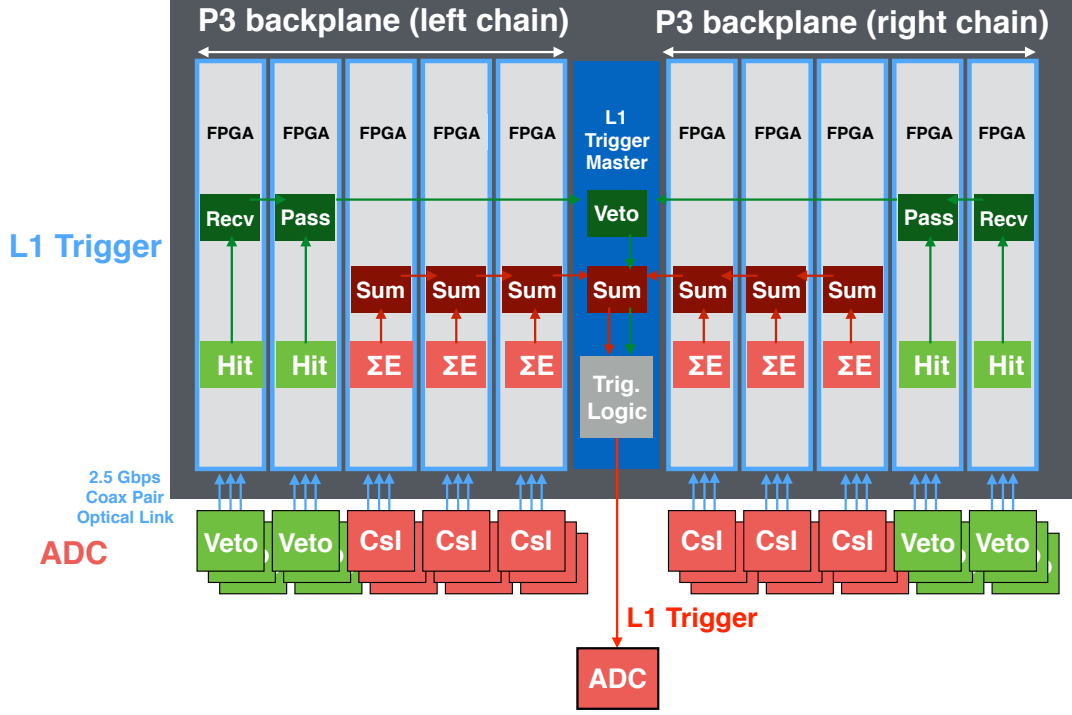 P3 backplane (left chain)
P3 backplane (right chain)
FPGA FPGA FPGA FPGA FPGA
L1
Trigger
Master
FPGA FPGA FPGA FPGA FPGA
L1 Trigger
Recv Pass Veto Pass Recv
Sum Sum Sum Sum Sum Sum Sum
Hit Hit ΣE ΣE ΣE ΣE ΣE ΣE Hit Hit
Trig.
Logic
2.5 Gbps
Coax Pair
Optical Link
ADC
Veto Veto CsI CsI CsI CsI CsI CsI Veto Veto
L1 Trigger
ADC